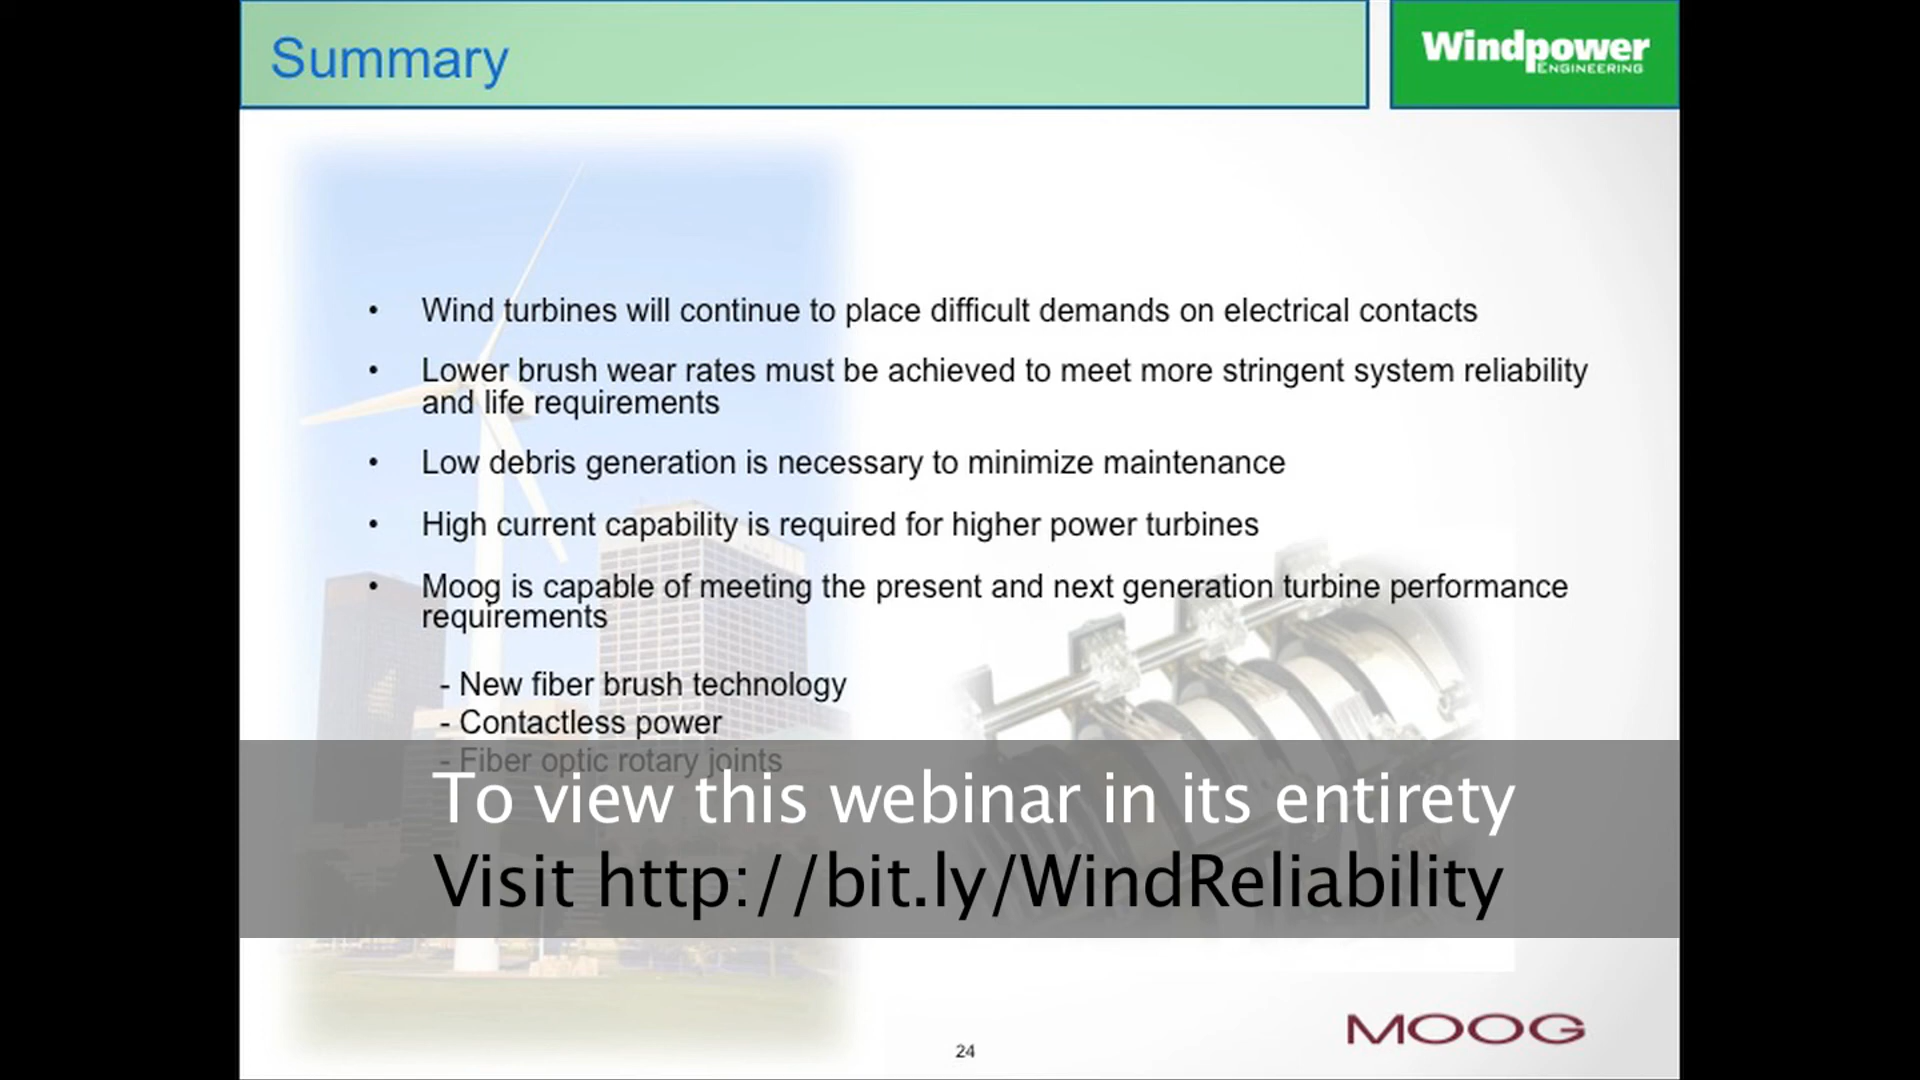 Summary
Windpower
ENGINEERING
• Wind turbines will continue to place difficult demands on electrical contacts
• Lower brush wear rates must be achieved to meet more stringent system reliability
and life requirements
• Low debris generation is necessary to minimize maintenance
• High current capability is required for higher power turbines
• Moog is capable of meeting the present and next generation turbine performance
requirements
- New fiber brush technology
- Contactless power
- Fiber optic rotary joints
To view this webinar in its entirety
Visit http://bit.ly/WindReliability
MOOG
24